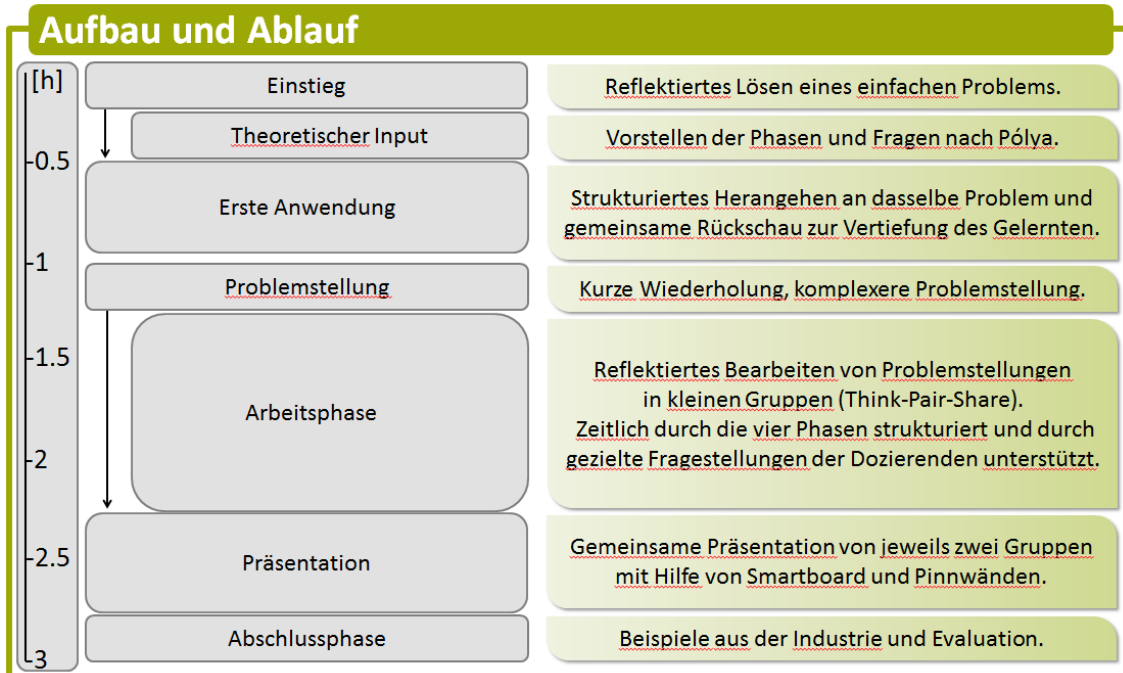 Aufbau und Ablauf
[h]
Einstieg
Reflektiertes Lösen eines einfachen Problems.
Theoretischer Input
Vorstellen der Phasen und Fragen nach Pólya.
-0.5
Erste Anwendung
Strukturiertes Herangehen an dasselbe Problem und
gemeinsame Rückschau zur Vertiefung des Gelernten.
-1
Problemstellung
Kurze Wiederholung, komplexere Problemstellung.
-1.5
Arbeitsphase
Reflektiertes Bearbeiten von Problemstellungen
in kleinen Gruppen (Think-Pair-Share).
Zeitlich durch die vier Phasen strukturiert und durch
gezielte Fragestellungen der Dozierenden unterstützt.
-2
-2.5
Präsentation
Gemeinsame Präsentation von jeweils zwei Gruppen
mit Hilfe von Smartboard und Pinnwänden.
Abschlussphase
Beispiele aus der Industrie und Evaluation.
-3